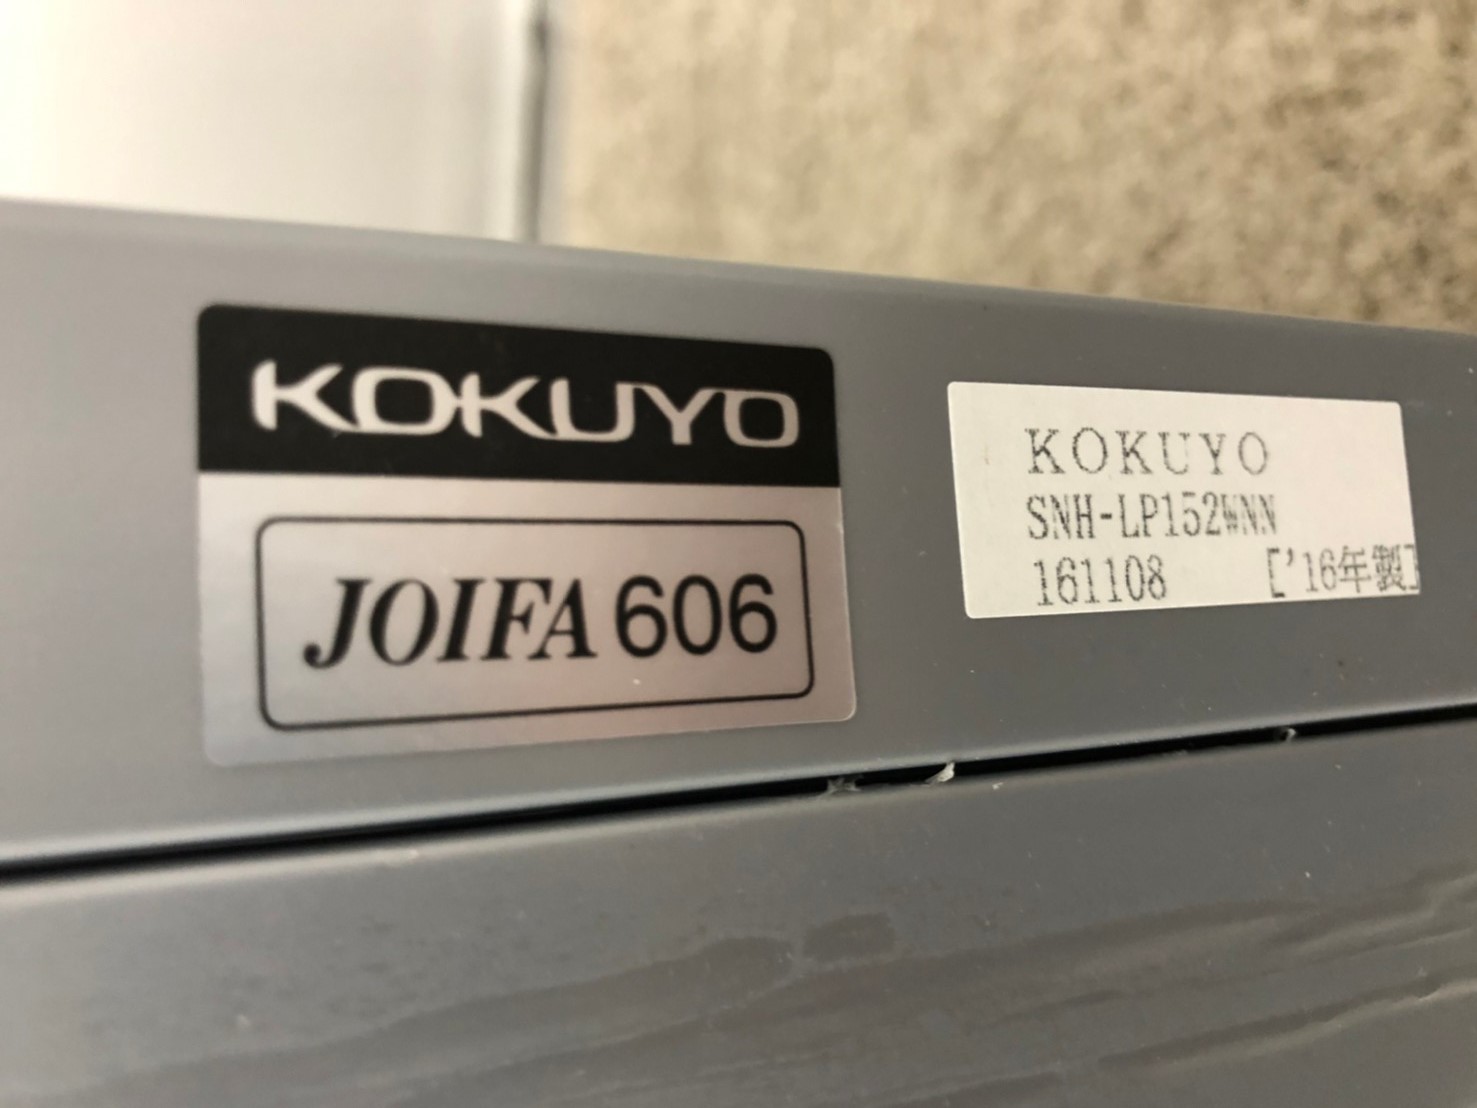 KOKUYO
JOIFA 606
KOKUYO
SNH-LP152WNN
161108 ['16年製]